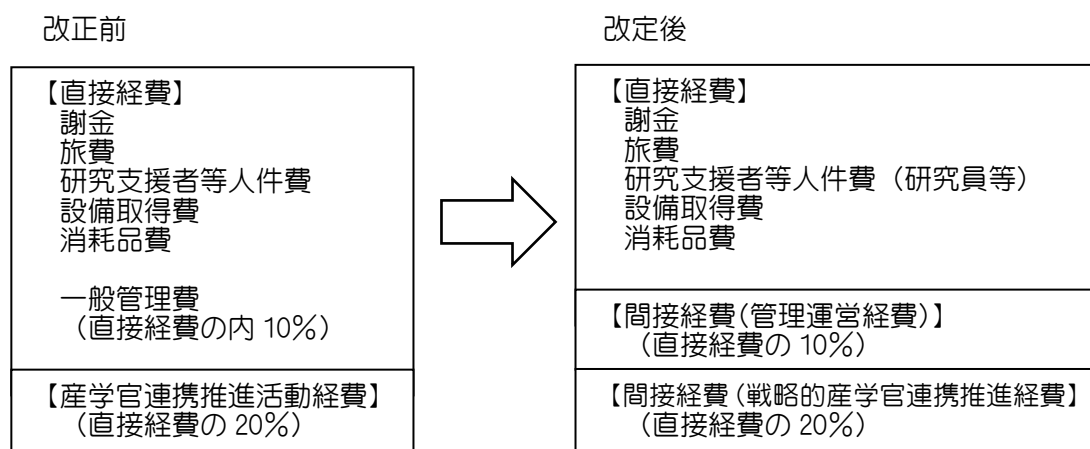 改正前
【直接経費】
謝金
旅費
研究支援者等人件費
設備取得費
消耗品費
一般管理費
（直接経費の内 10％）
【産学官連携推進活動経費】
（直接経費の 20％）
改定後
【直接経費】
謝金
旅費
研究支援者等人件費（研究員等）
設備取得費
消耗品費
【間接経費（管理運営経費）】
（直接経費の 10％）
【間接経費（戦略的産学官連携推進経費】
（直接経費の 20％）